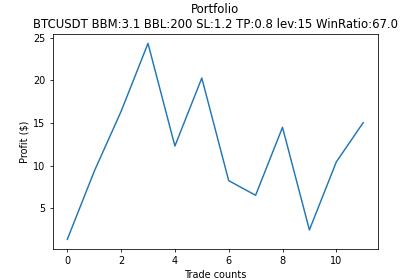 Portfolio
BTCUSDT BBM:3.1 BBL:200 SL:1.2 TP:0.8 lev:15 WinRatio:67.0
25
20
15
10
5
Profit ($)
0 2 4 6 8 10
Trade counts